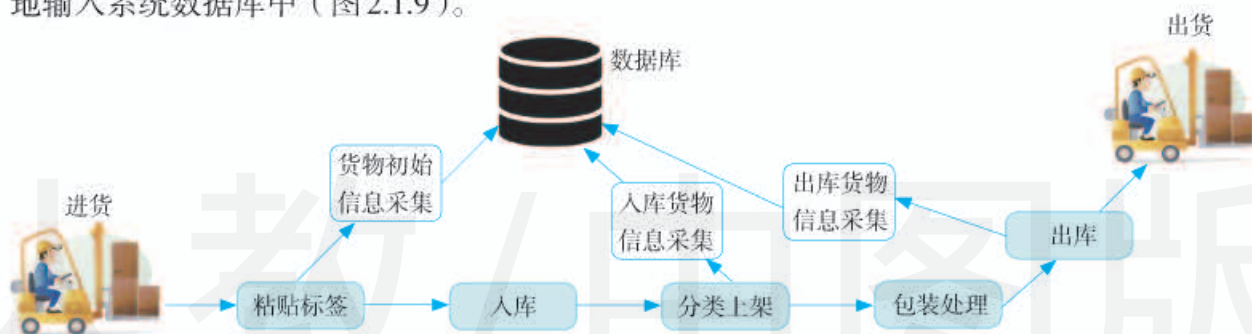 地输入系统数据库中（图2.1.9）。
出货
数据库
货物初始
信息采集
进货
入库货物
信息采集
出库货物
信息采集
出库
粘贴标签
入库
分类上架
包装处理